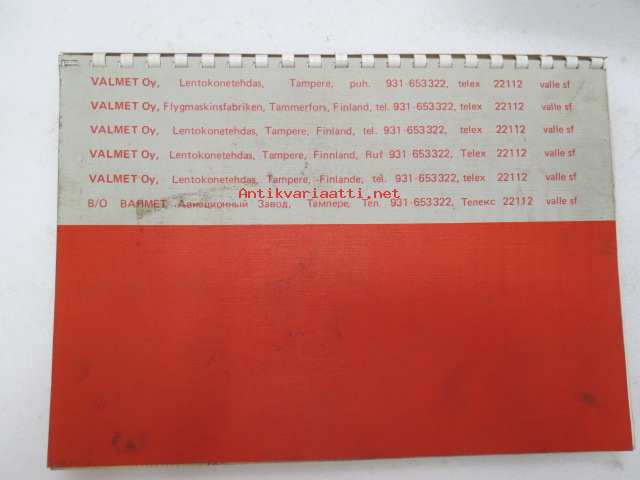 VALMET Oy, Lentokonetehdas, Tampere, puh. 931-653322, telex 22112 valle sf
VALMET Oy, Flygmaskinsfabriken, Tammerfors, Finland, tel. 931-653322, telex 22112 valle sf
VALMET Oy, Lentokonetehdas, Tampere, Finland, tel. 931-653322, telex 22112 valle sf
VALMET Oy, Lentokonetehdas, Tampere, Finnland, Ruf 931-653322, Telex 22112 valle sf
VALMET Oy, Lentokonetehdas, Tampere, Finlande, tél. 931-653322, telex 22112 valle sf
Antikvariaatti.net
В/О ВАЛМЕТ Авиационный Завод, Тампере, Тел. 931-653322, Телекс 22112 valle sf